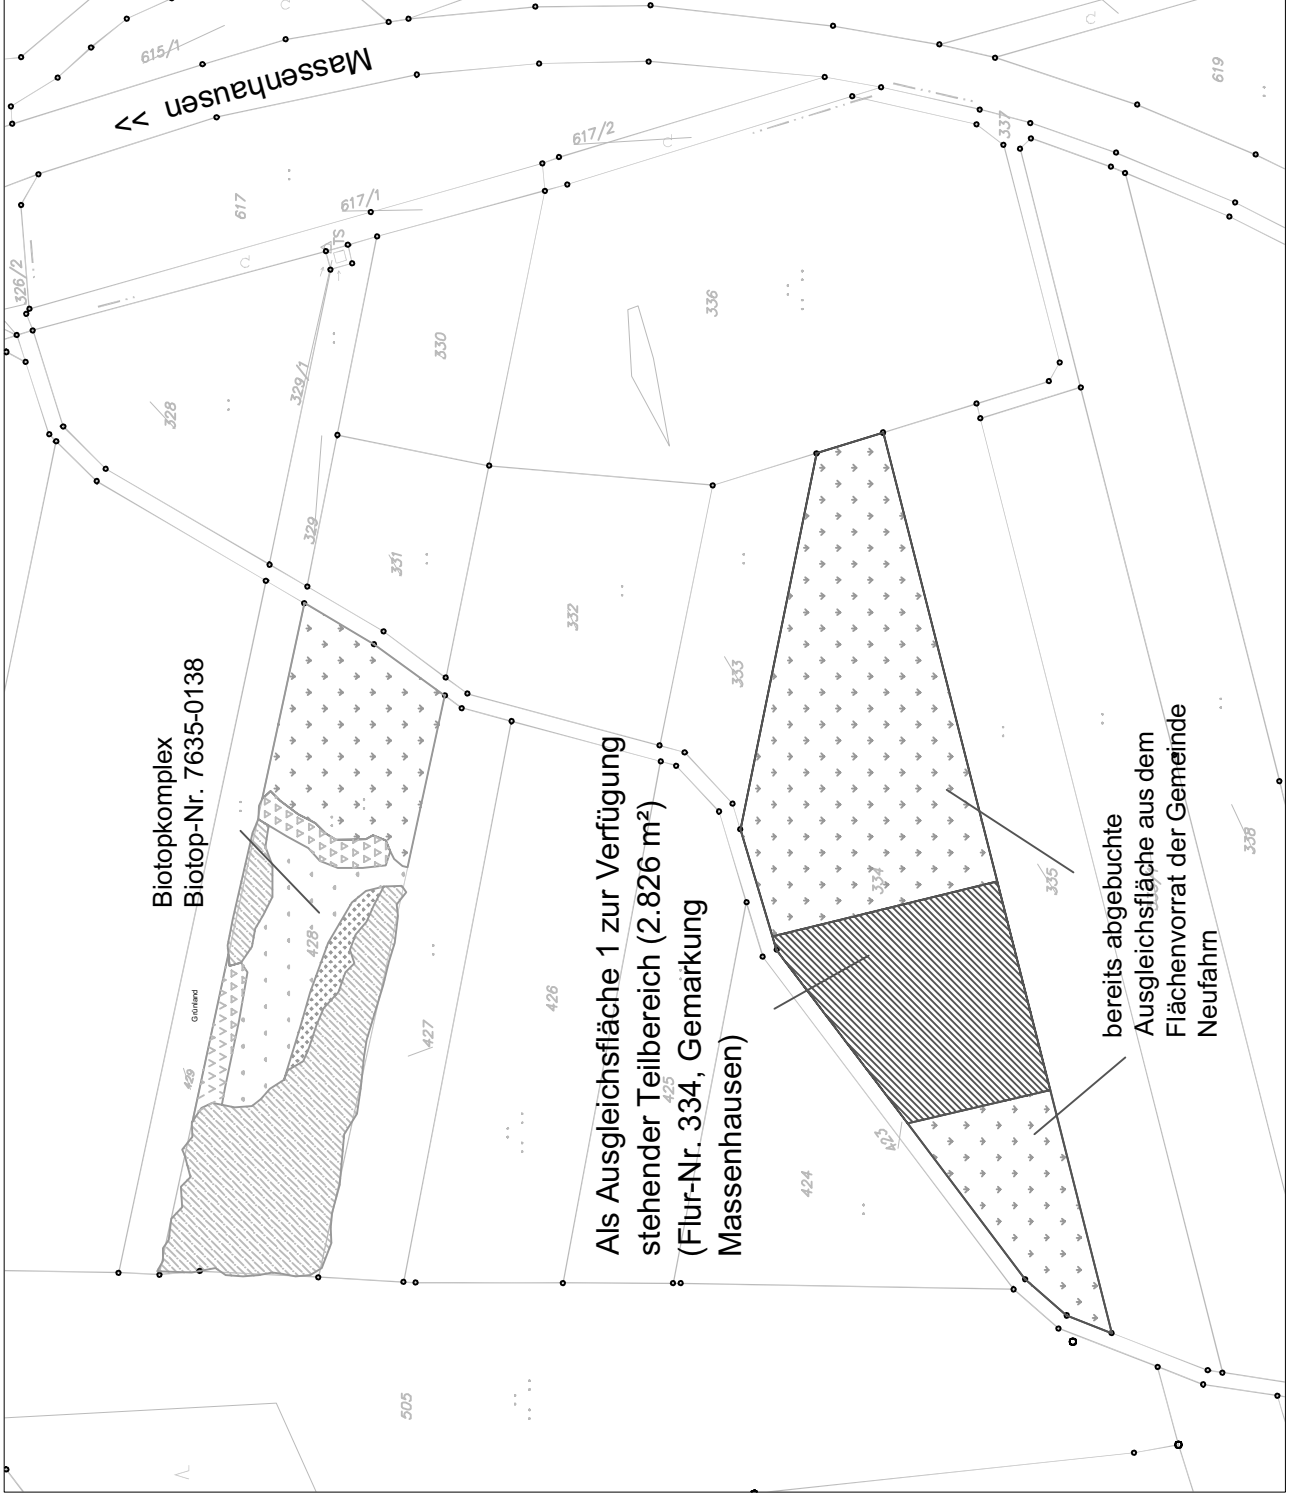 Massenhausen >>
Biotopkomplex
Biotop-Nr. 7635-0138
Als Ausgleichsfläche 1 zur Verfügung
stehender Teilbereich (2.826 m²)
(Flur-Nr. 334, Gemarkung
Massenhausen)
bereits abgebuchte
Ausgleichsfläche aus dem
Flächenvorrat der Gemeinde
Neufahrn
Grünland
615/1
617
617/1
617/2
619
326/2
TS
337
328
329/1
330
336
329
331
332
333
334
335
338
429
428
427
426
425
424
423
505